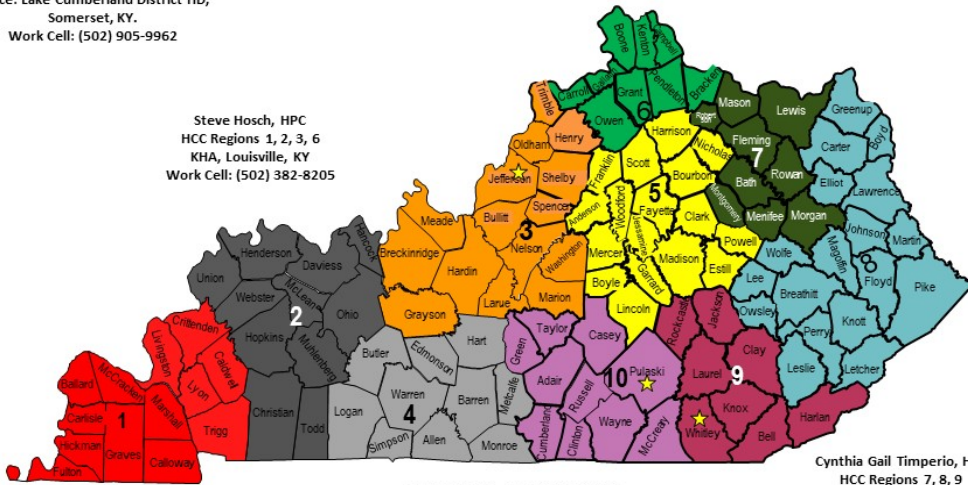 Lake Cumberland District HD,
Somerset, KY.
Work Cell: (502) 905-9962
Steve Hosch, HPC
HCC Regions 1, 2, 3, 6
KHA, Louisville, KY
Work Cell: (502) 382-8205
Boone
Kenton
Campbell
Carroll
Gallatin
Grant
Pendleton
Bracken
Owen
6
Trimble
Henry
Oldham
Jefferson
Shelby
Spencer
Bullitt
Meade
Breckinridge
Hardin
Nelson
3
Washington
Larue
Marion
Grayson
Harrison
Nicholas
Scott
Franklin
Bourbon
5
Woodford
Fayette
Clark
Anderson
Jessamine
Mercer
Madison
Powell
Estill
Garrard
Boyle
Lincoln
Mason
Lewis
Robert
son
Fleming
7
Bath
Rowan
Montgomery
Menifee
Morgan
Greenup
Carter
Boyd
Elliot
Lawrence
Johnson
Martin
Wolfe
Magoffin
8
Floyd
Pike
Lee
Breathitt
Owsley
Knott
Perry
Leslie
Letcher
Hancock
Henderson
Daviess
Union
Webster
McLean
2
Ohio
Hopkins
Muhlenberg
Christian
Todd
Crittenden
Livingston
Caldwell
Lyon
Trigg
Ballard
McCracken
Carlisle
Marshall
1
Hickman
Graves
Calloway
Fulton
Butler
Edmonson
Hart
Warren
Barren
Metcalfe
Logan
4
Simpson
Allen
Monroe
Green
Taylor
Casey
Adair
Russell
10
Pulaski
Cumberland
Clinton
Wayne
McCreary
Rockcastle
Jackson
Clay
Laurel
9
Knox
Whitley
Bell
Harlan
Cynthia Gail Timperio,
HCC Regions 7, 8, 9